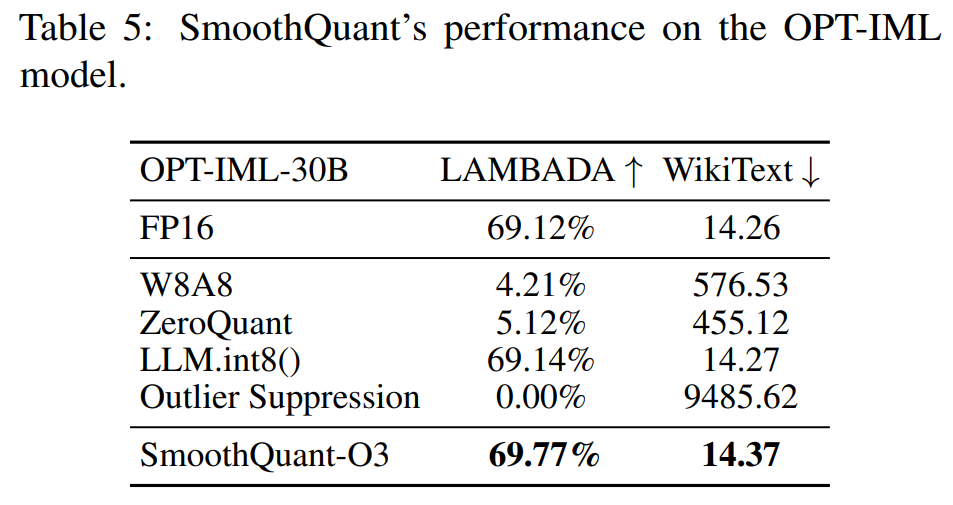 Table 5: SmoothQuant's performance on the OPT-IML
model.
OPT-IML-30B LAMBADA ↑ WikiText ↓
FP16 69.12% 14.26
W8A8 4.21% 576.53
ZeroQuant 5.12% 455.12
LLM.int8() 69.14% 14.27
Outlier Suppression 0.00% 9485.62
SmoothQuant-O3 69.77% 14.37